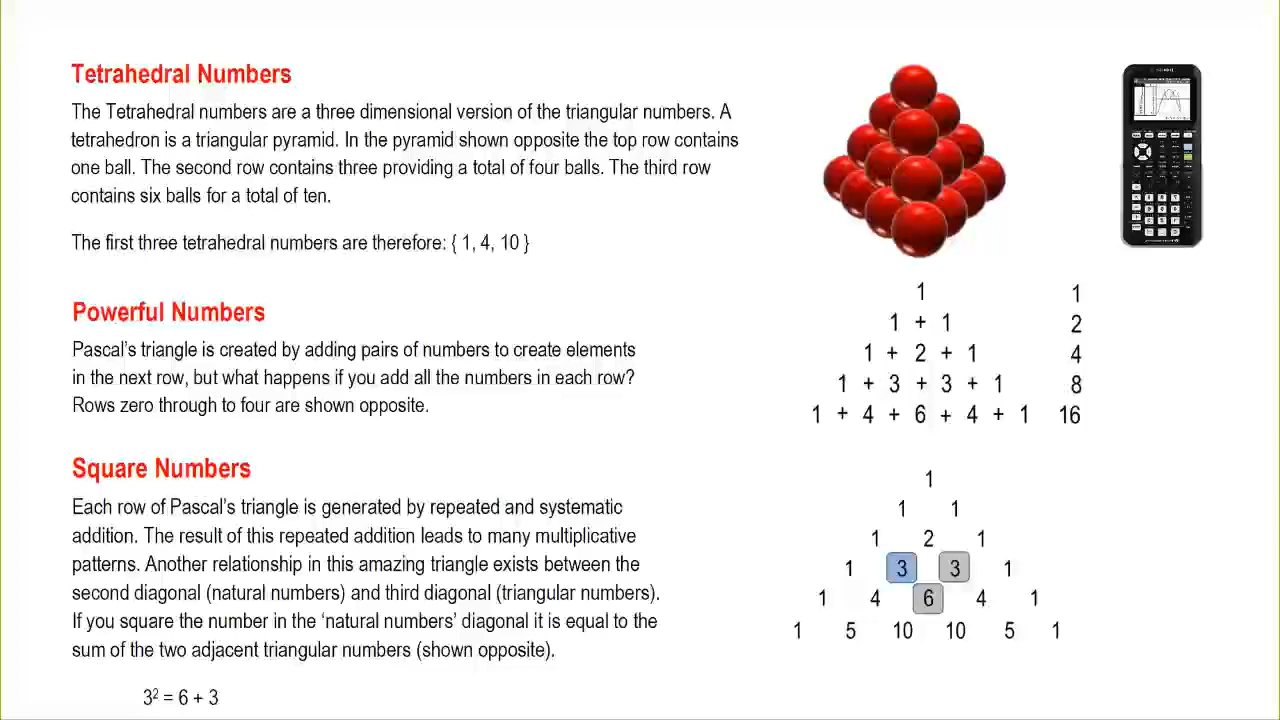 Tetrahedral Numbers
The Tetrahedral numbers are a three dimensional version of the triangular numbers. A
tetrahedron is a triangular pyramid. In the pyramid shown opposite the top row contains
one ball. The second row contains three providing a total of four balls. The third row
contains six balls for a total of ten.
The first three tetrahedral numbers are therefore: { 1, 4, 10 }
Powerful Numbers
Pascal's triangle is created by adding pairs of numbers to create elements
in the next row, but what happens if you add all the numbers in each row?
Rows zero through to four are shown opposite.
1 1
1 + 1 2
1 + 2 + 1 4
1 + 3 + 3 + 1 8
1 + 4 + 6 + 4 + 1 16
Square Numbers
Each row of Pascal's triangle is generated by repeated and systematic
addition. The result of this repeated addition leads to many multiplicative
patterns. Another relationship in this amazing triangle exists between the
second diagonal (natural numbers) and third diagonal (triangular numbers).
If you square the number in the 'natural numbers' diagonal it is equal to the
sum of the two adjacent triangular numbers (shown opposite).
3² = 6 + 3
1
1 1
1 2 1
1 3 3 1
1 4 6 4 1
1 5 10 10 5 1